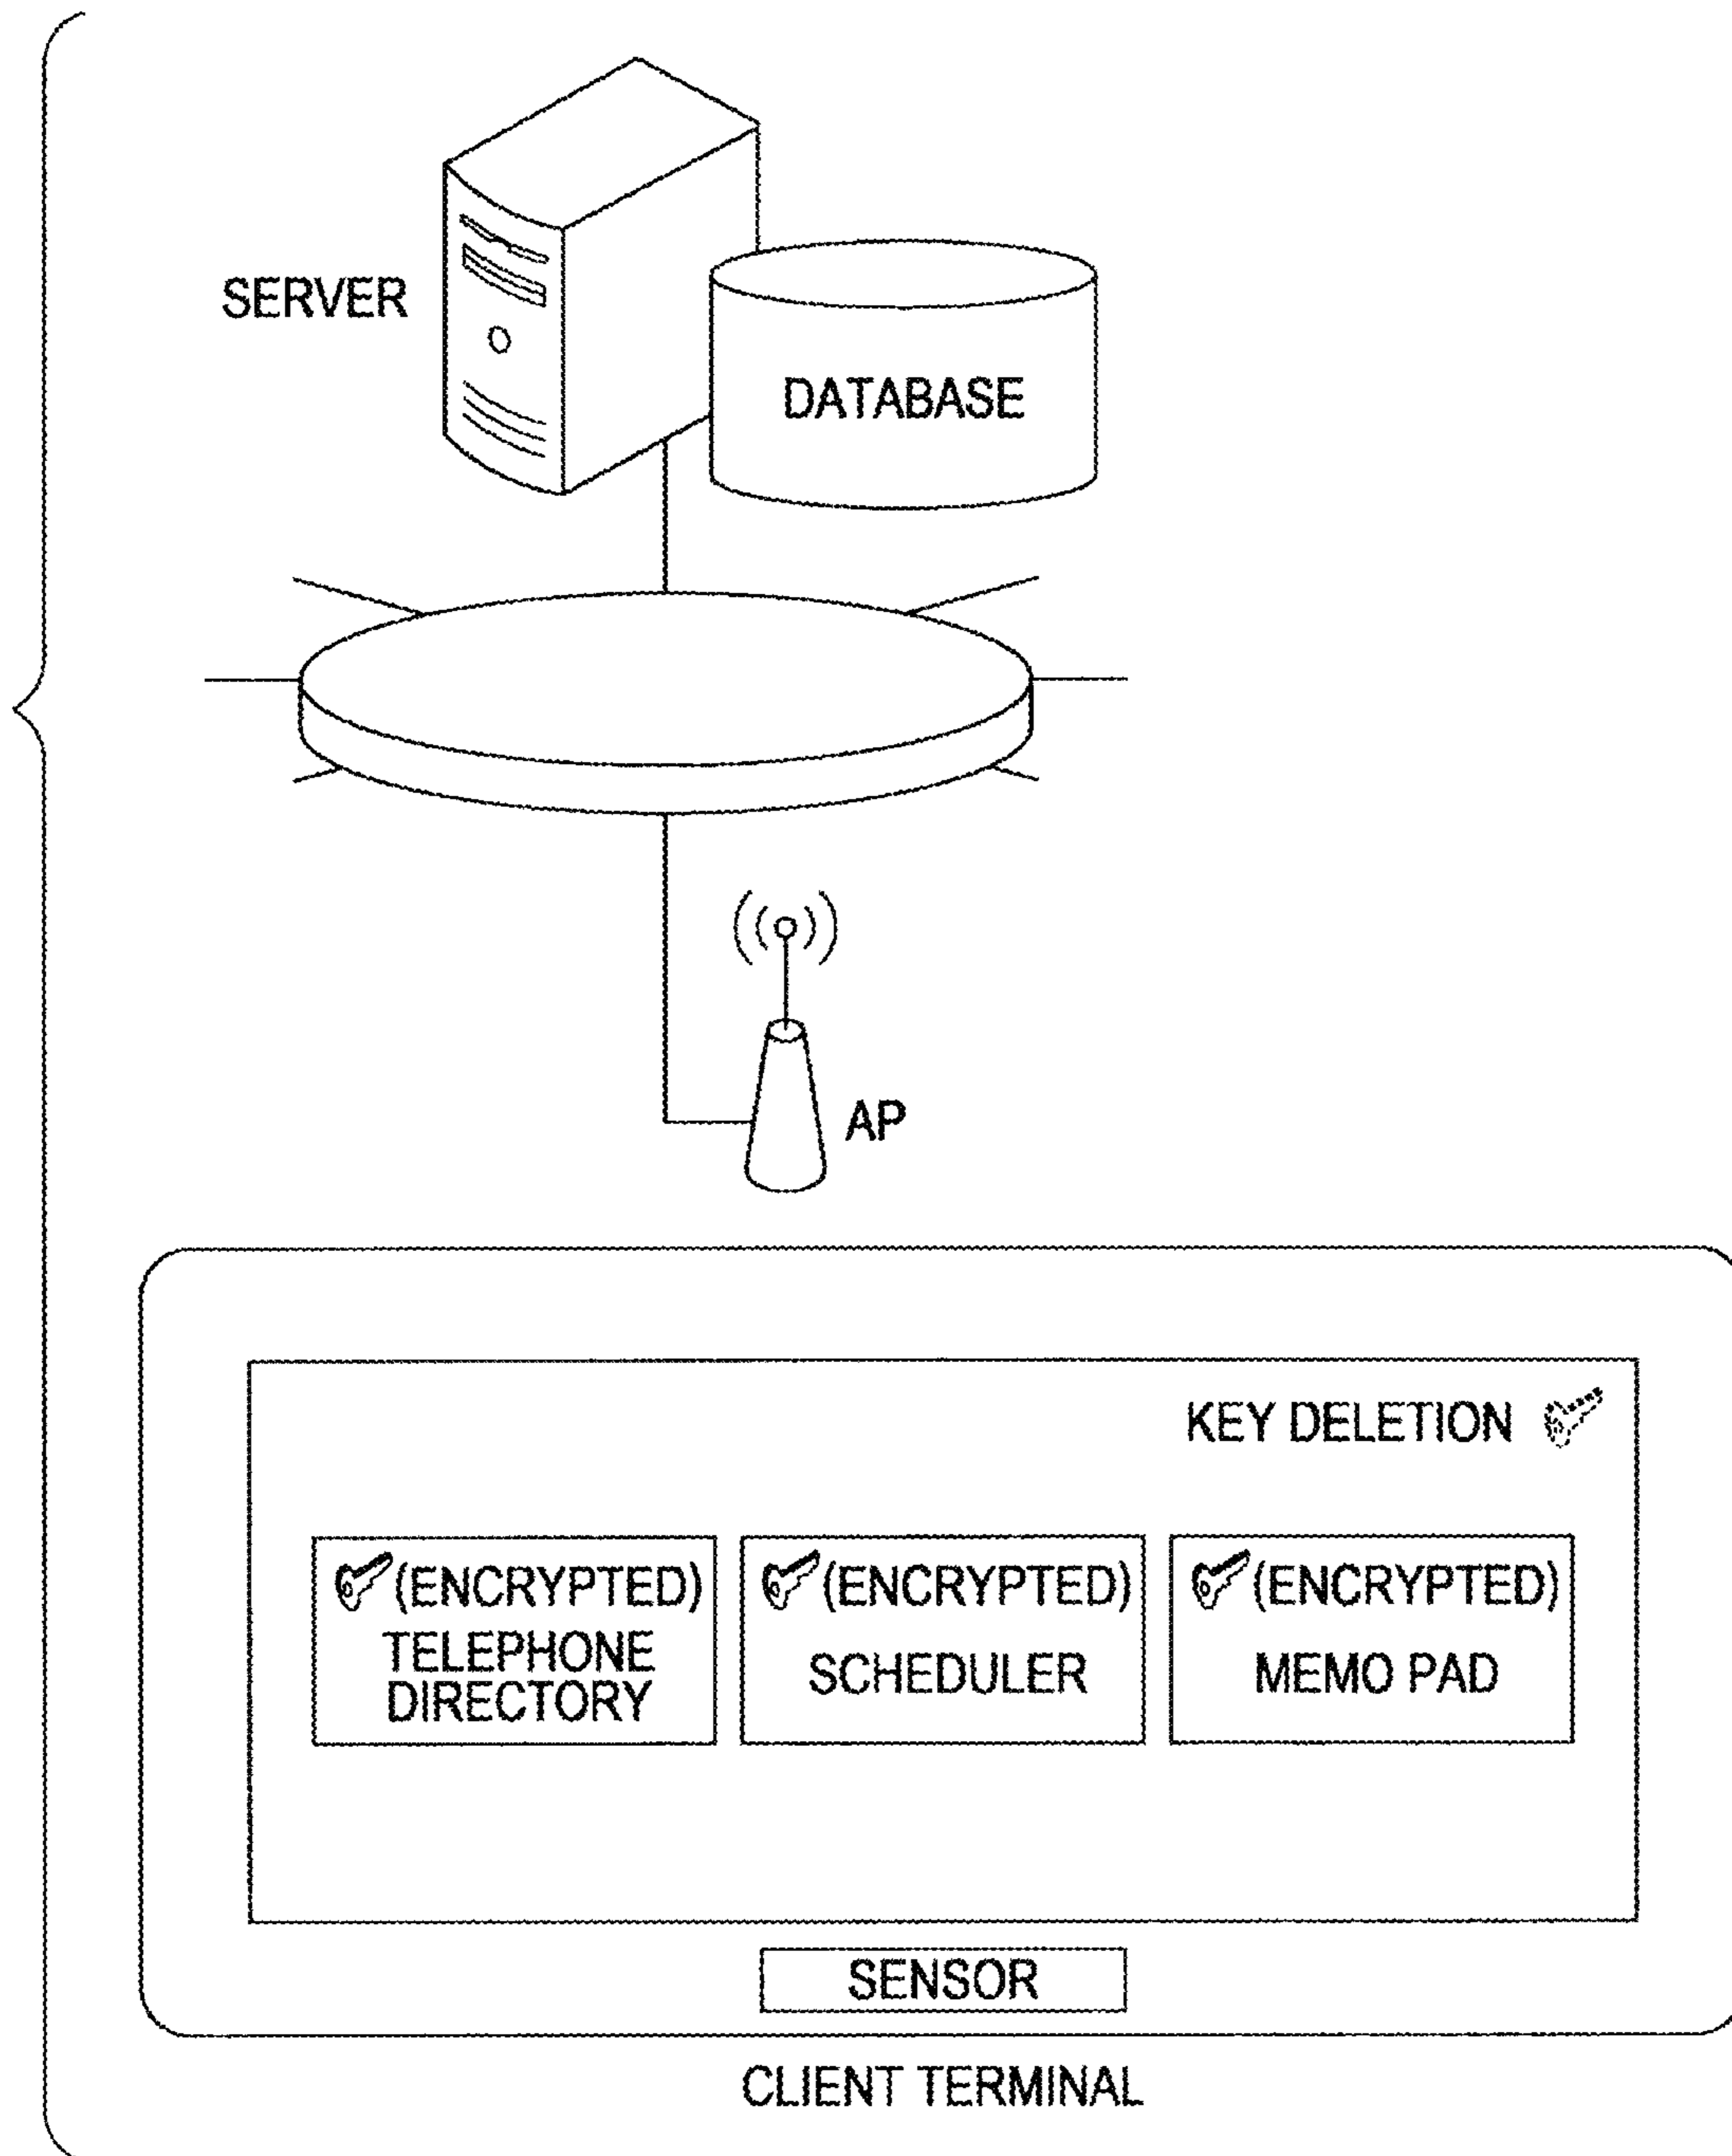 SERVER
DATABASE
AP
KEY DELETION
(ENCRYPTED)
TELEPHONE
DIRECTORY
(ENCRYPTED)
SCHEDULER
(ENCRYPTED)
MEMO PAD
SENSOR
CLIENT TERMINAL